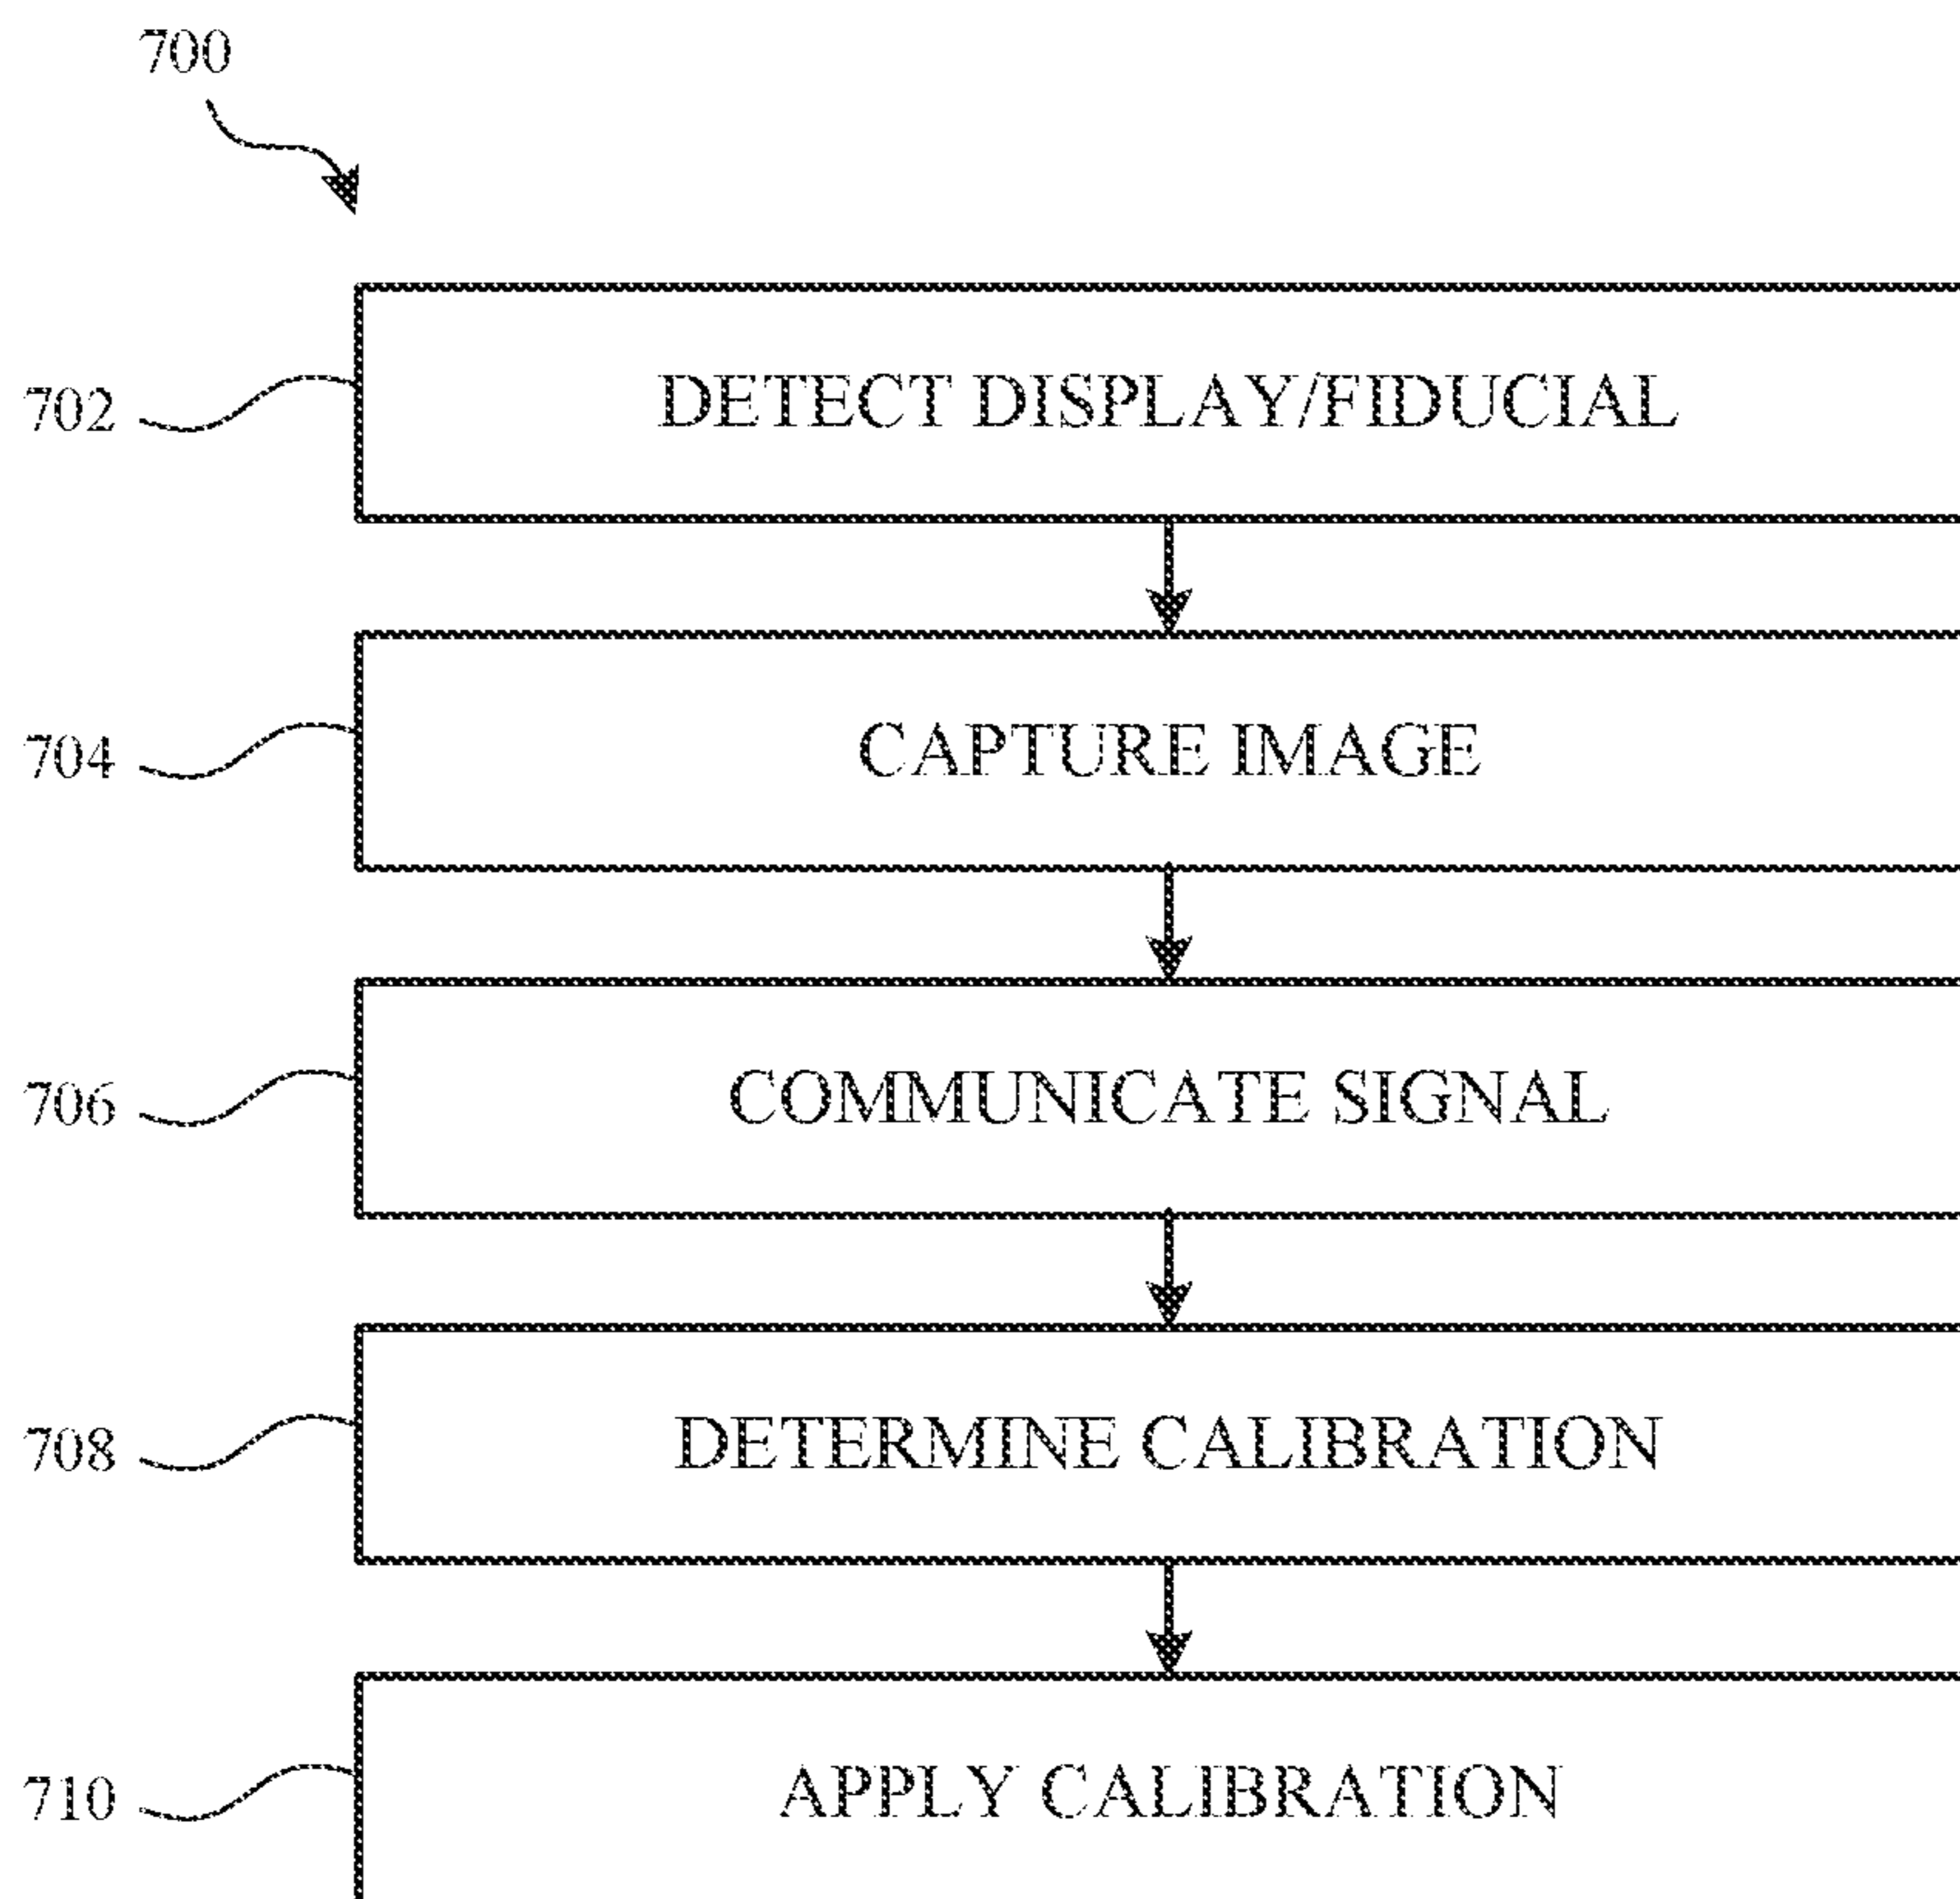 700
702 DETECT DISPLAY/FIDUCIAL
704 CAPTURE IMAGE
706 COMMUNICATE SIGNAL
708 DETERMINE CALIBRATION
710 APPLY CALIBRATION